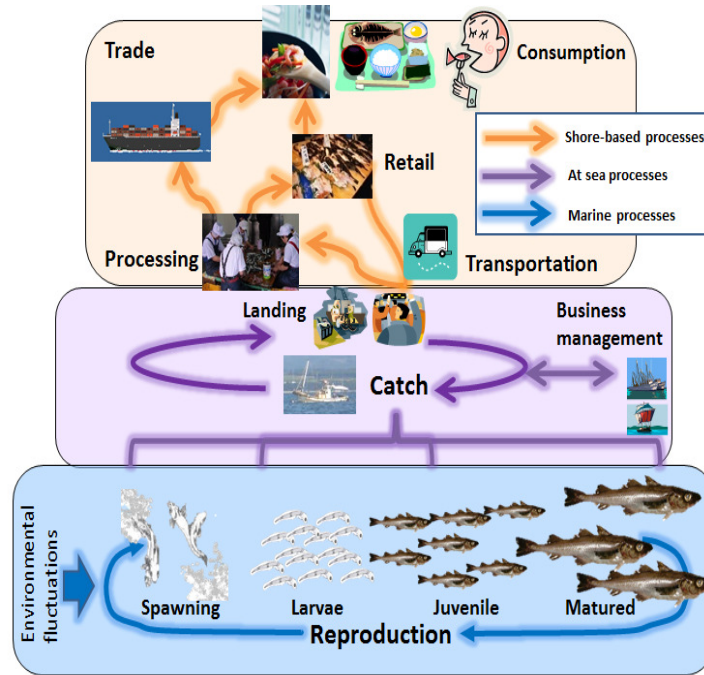 Trade
Consumption
Shore-based processes
At sea processes
Marine processes
Retail
Processing
Transportation
Landing
Business
management
Catch
Environmental
fluctuations
Spawning
Larvae
Juvenile
Matured
Reproduction